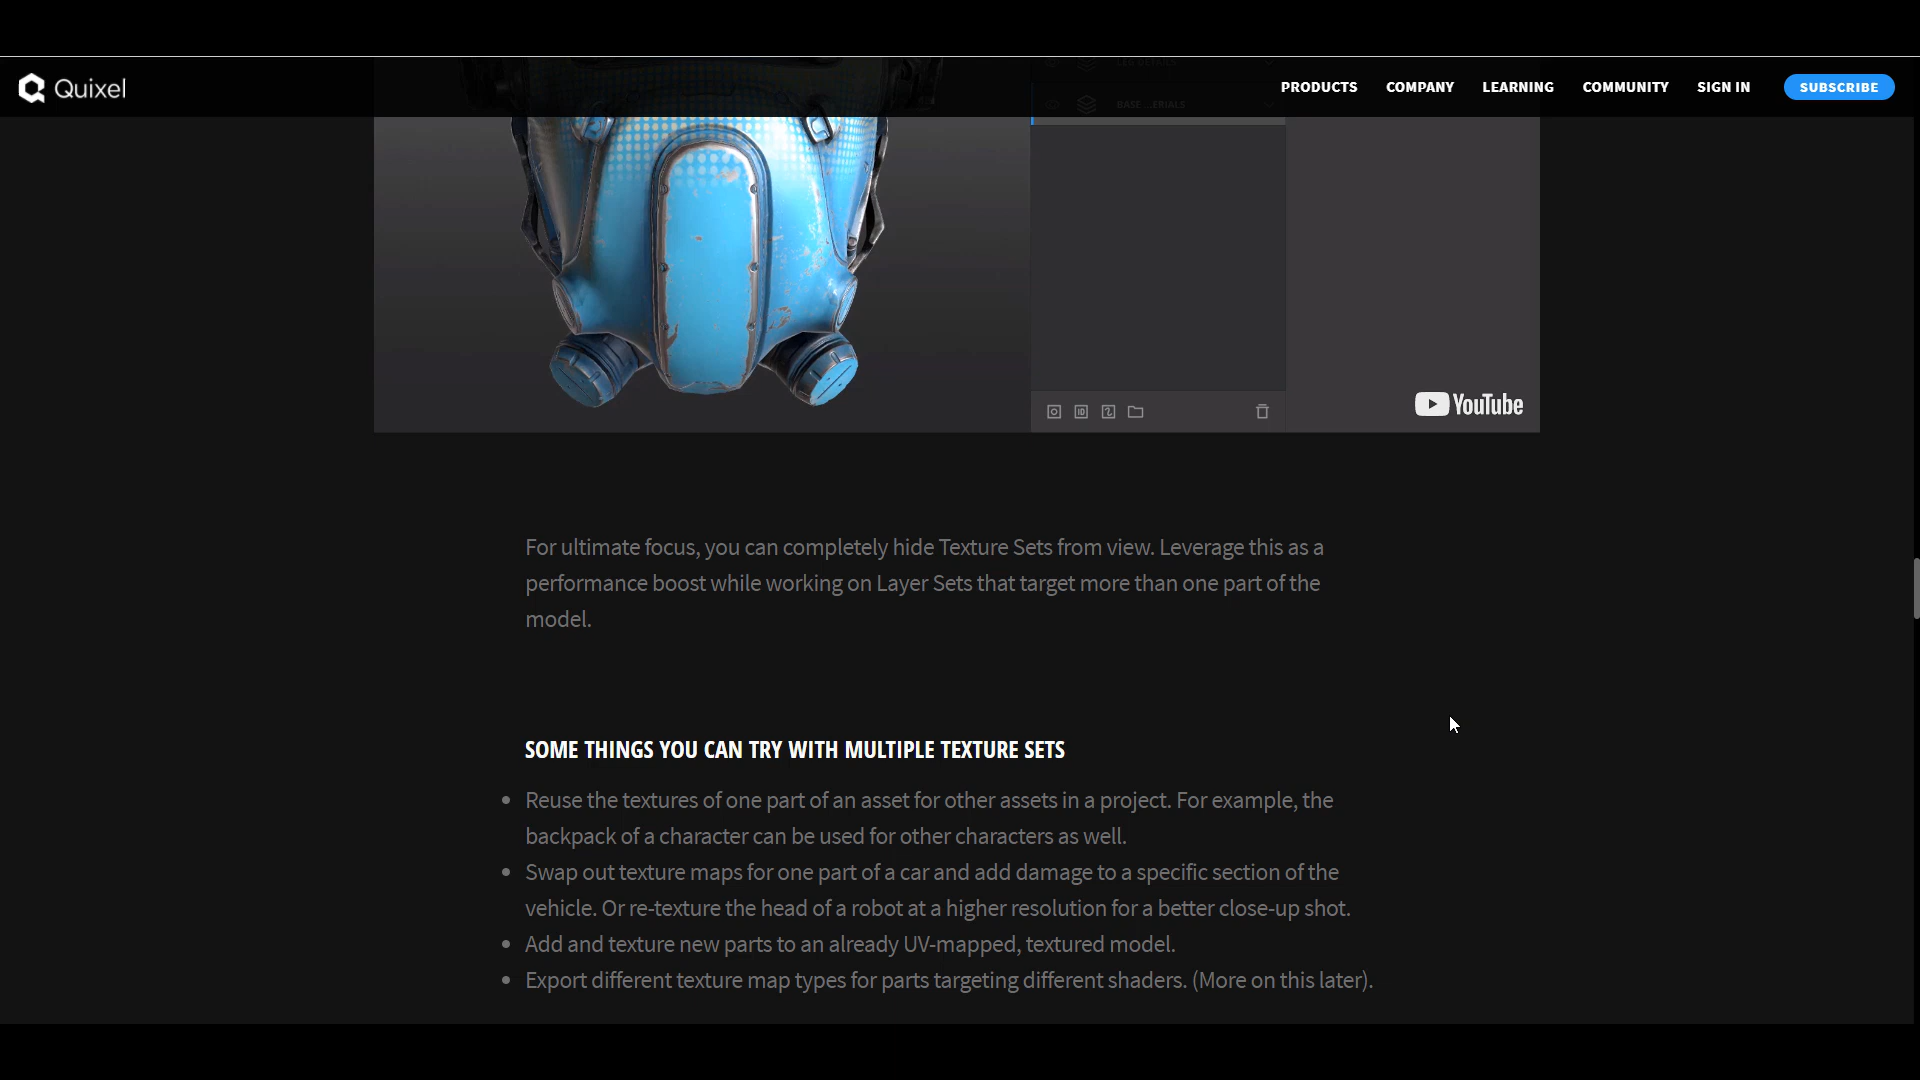 Quixel
PRODUCTS COMPANY LEARNING COMMUNITY SIGN IN SUBSCRIBE
BASE ...ERIALS
YouTube
For ultimate focus, you can completely hide Texture Sets from view. Leverage this as a
performance boost while working on Layer Sets that target more than one part of the
model.
SOME THINGS YOU CAN TRY WITH MULTIPLE TEXTURE SETS
• Reuse the textures of one part of an asset for other assets in a project. For example, the
backpack of a character can be used for other characters as well.
• Swap out texture maps for one part of a car and add damage to a specific section of the
vehicle. Or re-texture the head of a robot at a higher resolution for a better close-up shot.
• Add and texture new parts to an already UV-mapped, textured model.
• Export different texture map types for parts targeting different shaders. (More on this later).